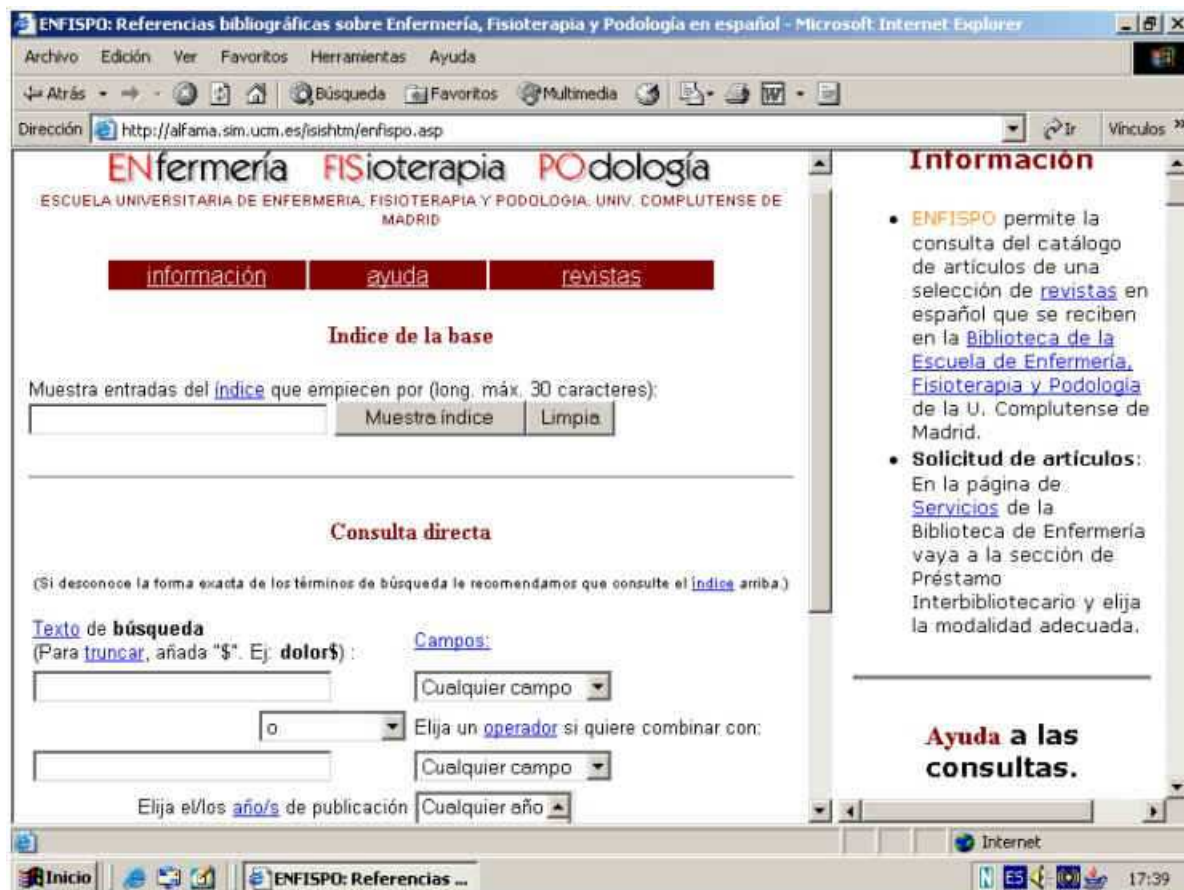 ENFISPO: Referencias bibliográficas sobre Enfermería, Fisioterapia y Podología en español - Microsoft Internet Explorer
Archivo Edición Ver Favoritos Herramientas Ayuda
Atrás Búsqueda Favoritos Multimedia
Dirección http://alfama.sim.ucm.es/isishtm/enfispo.asp Ir Vínculos »
ENfermería FISioterapia POdología
ESCUELA UNIVERSITARIA DE ENFERMERIA, FISIOTERAPIA Y PODOLOGIA. UNIV. COMPLUTENSE DE
MADRID
información ayuda revistas
Indice de la base
Muestra entradas del índice que empiecen por (long. máx. 30 caracteres):
Muestra índice Limpia
Consulta directa
(Si desconoce la forma exacta de los términos de búsqueda le recomendamos que consulte el índice arriba.)
Texto de búsqueda
(Para truncar, añada "$". Ej: dolor$) :
Campos:
Cualquier campo
o Elija un operador si quiere combinar con:
Cualquier campo
Elija el/los año/s de publicación Cualquier año
Información
• ENFISPO permite la
consulta del catálogo
de artículos de una
selección de revistas en
español que se reciben
en la Biblioteca de la
Escuela de Enfermería,
Fisioterapia y Podología
de la U. Complutense de
Madrid.
• Solicitud de artículos:
En la página de
Servicios de la
Biblioteca de Enfermería
vaya a la sección de
Préstamo
Interbibliotecario y elija
la modalidad adecuada.
Ayuda a las
consultas.
Internet
Inicio ENFISPO: Referencias ... N ES 17:39